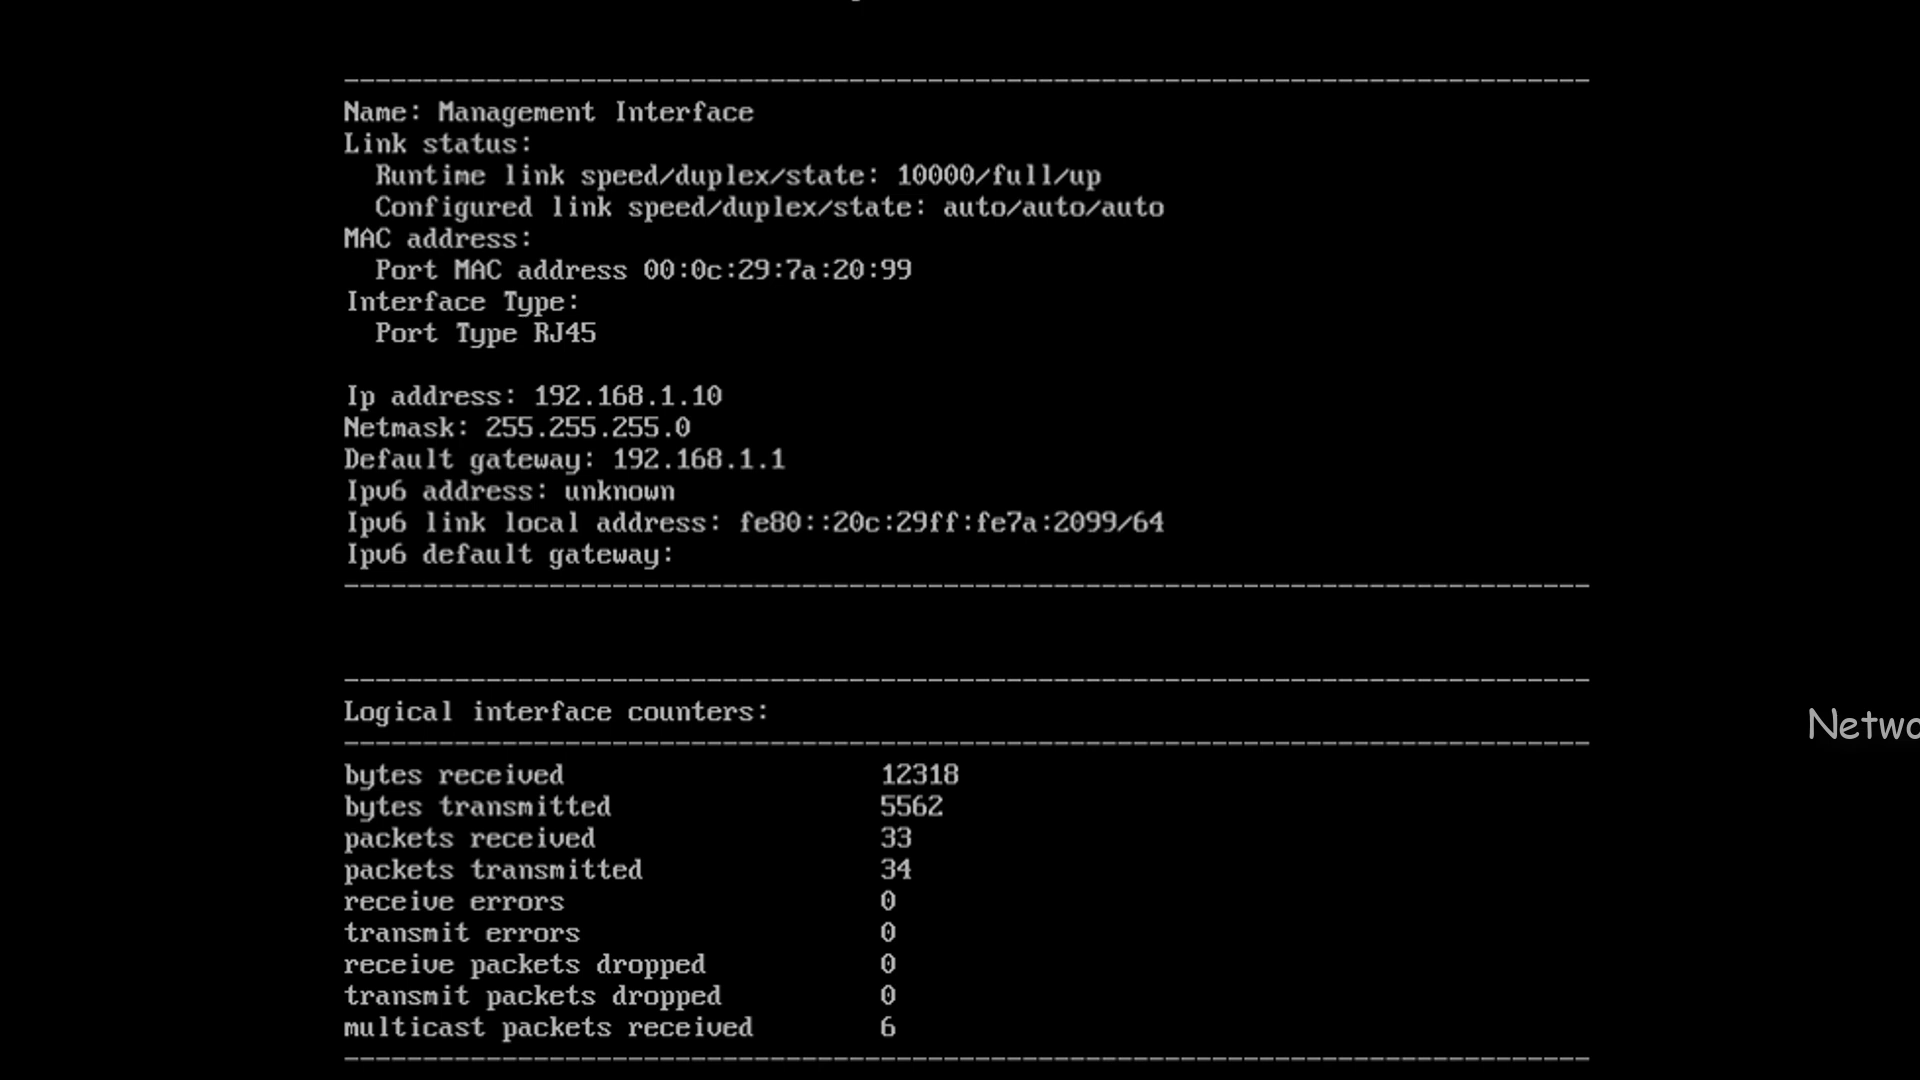 Name: Management Interface
Link status:
Runtime link speed/duplex/state: 10000/full/up
Configured link speed/duplex/state: auto/auto/auto
MAC address:
Port MAC address 00:0c:29:7a:20:99
Interface Type:
Port Type RJ45
Ip address: 192.168.1.10
Netmask: 255.255.255.0
Default gateway: 192.168.1.1
Ipv6 address: unknown
Ipv6 link local address: fe80::20c:29ff:fe7a:2099/64
Ipv6 default gateway:
Logical interface counters:
bytes received 12318
bytes transmitted 5562
packets received 33
packets transmitted 34
receive errors 0
transmit errors 0
receive packets dropped 0
transmit packets dropped 0
multicast packets received 6